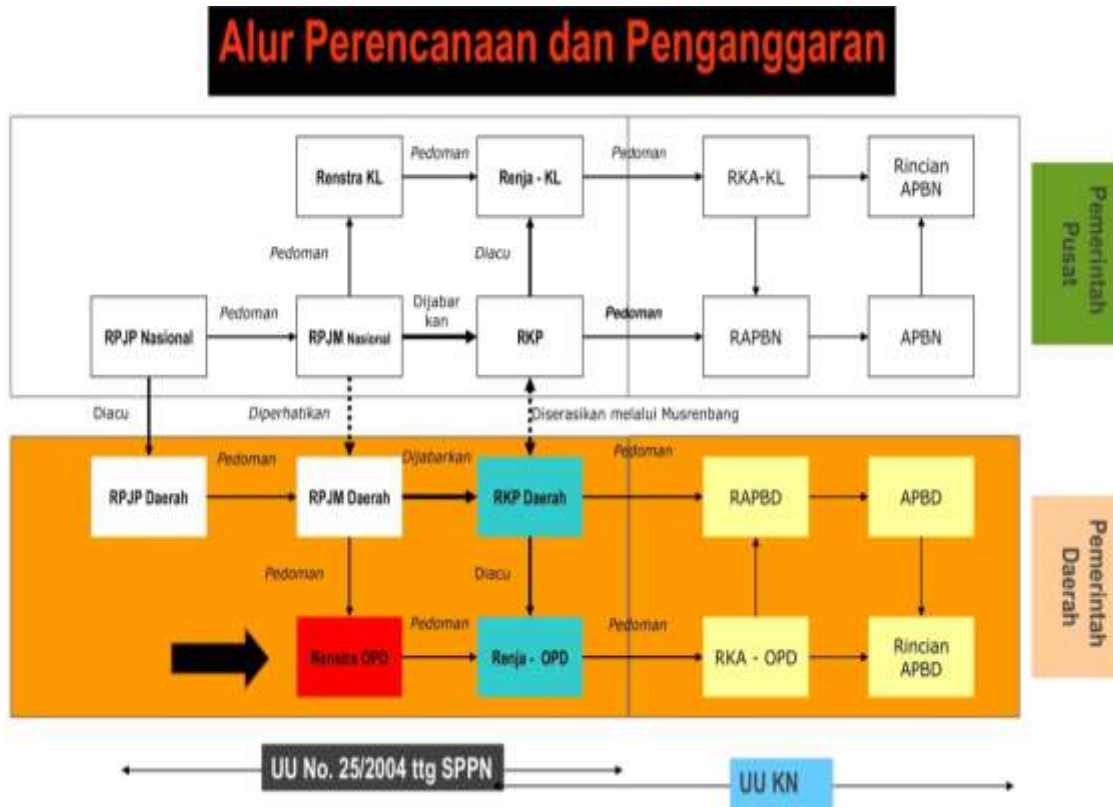 Alur Perencanaan dan Penganggaran
Pedoman
Pedoman
Renstra KL
Renja - KL
RKA-KL
Rincian
APBN
Pemerintah
Pusat
Pedoman
Diacu
Pedoman
Dijabar
kan
Pedoman
RPJP Nasional
RPJM Nasional
RKP
RAPBN
APBN
Diacu
Diperhatikan
Diserasikan melalui Musrenbang
Pedoman
Dijabarkan
Pedoman
RPJP Daerah
RPJM Daerah
RKP Daerah
RAPBD
APBD
Pemerintah
Daerah
Pedoman
Diacu
Pedoman
Pedoman
Renstra OPD
Renja - OPD
RKA - OPD
Rincian
APBD
UU No. 25/2004 ttg SPPN
UU KN